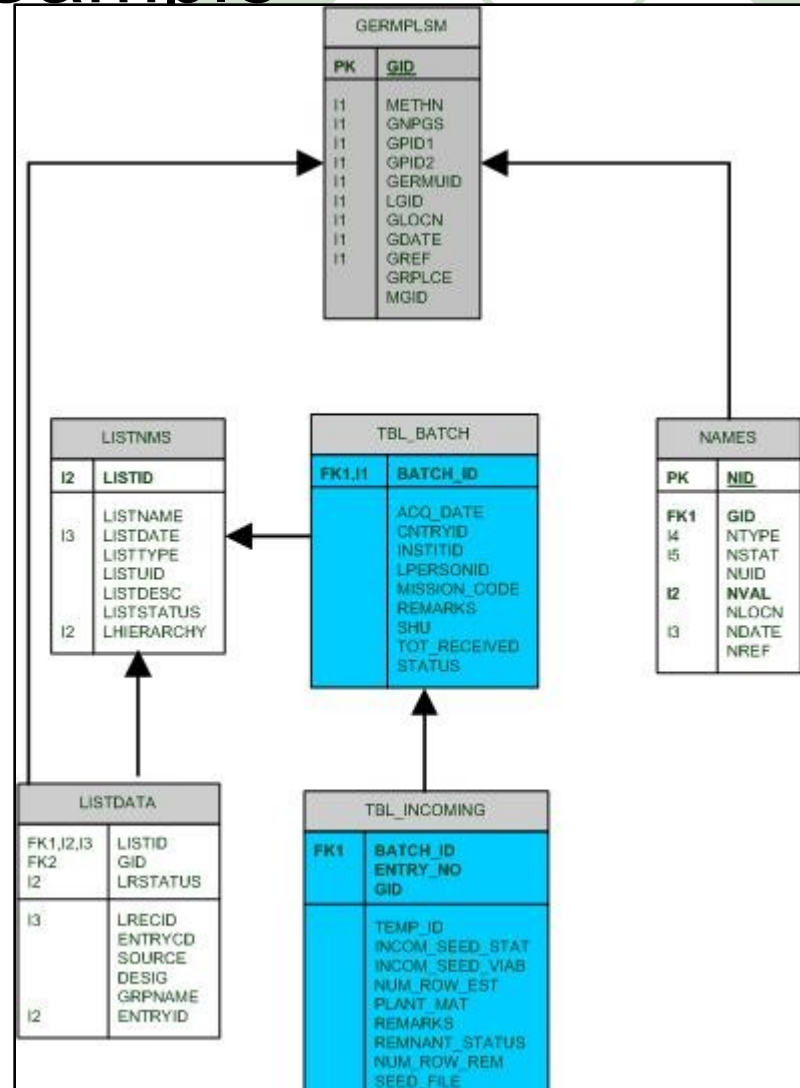 GERMPLSM
PK GID
I1 METHN
I1 GNPGS
I1 GPID1
I1 GPID2
I1 GERMUID
I1 LGID
I1 GLOCN
I1 GDATE
I1 GREF
GRPLCE
MGID
LISTNMS
I2 LISTID
LISTNAME
I3 LISTDATE
LISTTYPE
LISTUID
LISTDESC
LISTSTATUS
I2 LHIERARCHY
TBL_BATCH
FK1,I1 BATCH_ID
ACQ_DATE
CNTRYID
INSTITID
LPERSONID
MISSION_CODE
REMARKS
SHU
TOT_RECEIVED
STATUS
NAMES
PK NID
FK1 GID
I4 NTYPE
I5 NSTAT
NUID
I2 NVAL
NLOCN
I3 NDATE
NREF
LISTDATA
FK1,I2,I3 LISTID
FK2 GID
I2 LRSTATUS
I3 LRECID
ENTRYCD
SOURCE
DESIG
GRPNAME
I2 ENTRYID
TBL_INCOMING
FK1 BATCH_ID
ENTRY_NO
GID
TEMP_ID
INCOM_SEED_STAT
INCOM_SEED_VIAB
NUM_ROW_EST
PLANT_MAT
REMARKS
REMNANT_STATUS
NUM_ROW_REM
SEED_FILE